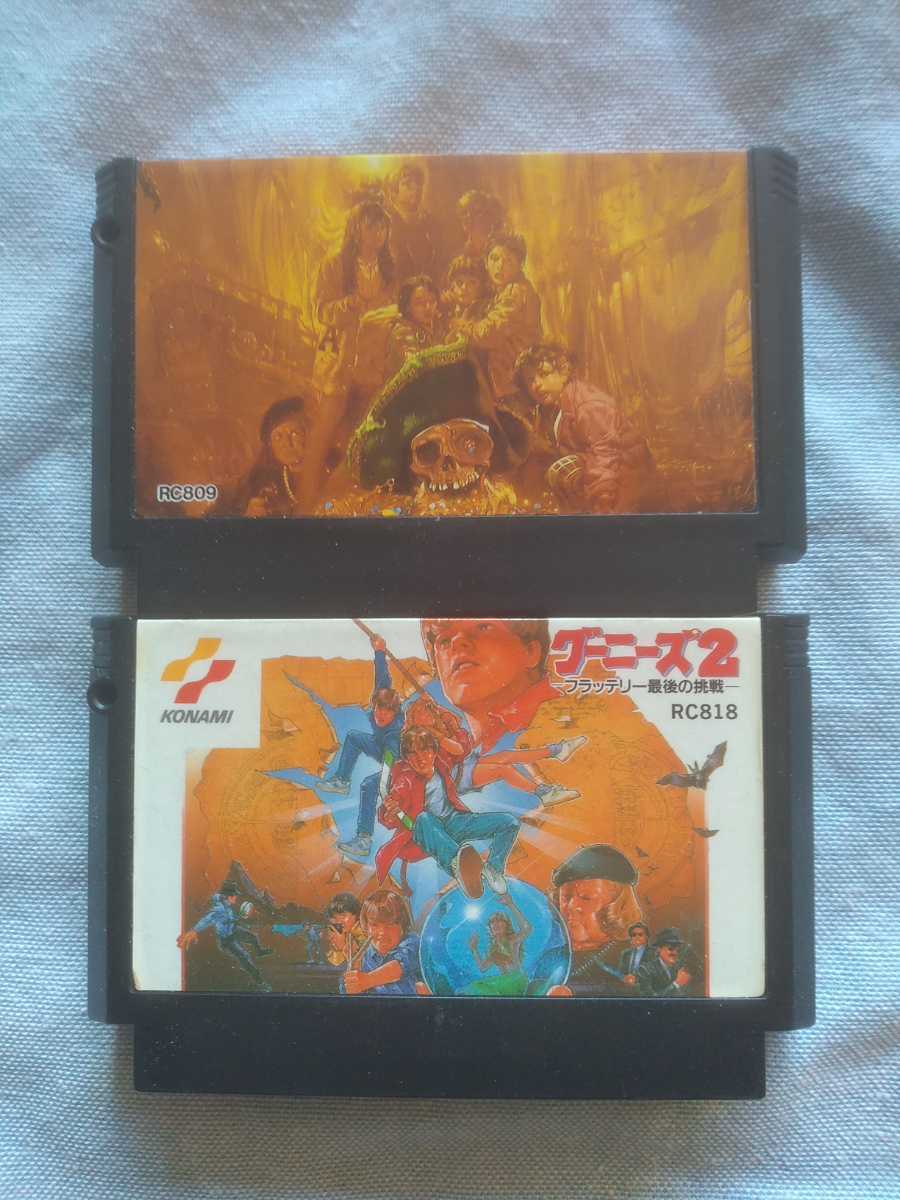 RC809
KONAMI
グーニーズ2
ーフラッテリー最後の挑戦ー
RC818